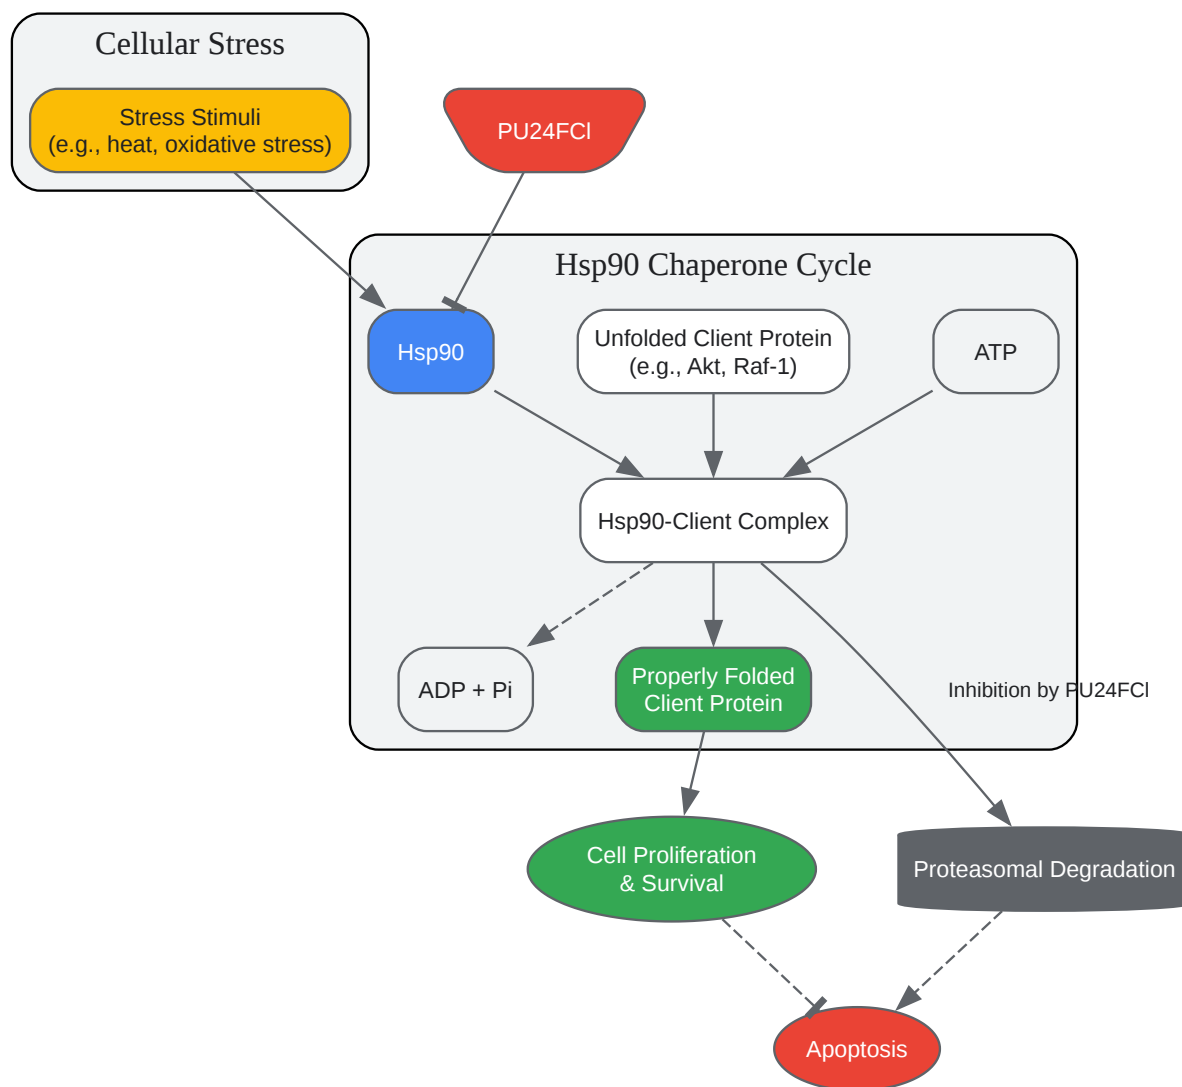 Cellular Stress
Stress Stimuli
(e.g., heat, oxidative stress)
PU24FCl
Hsp90 Chaperone Cycle
Hsp90
Unfolded Client Protein
(e.g., Akt, Raf-1)
ATP
Hsp90-Client Complex
ADP + Pi
Properly Folded
Client Protein
Inhibition by PU24FCl
Cell Proliferation
& Survival
Proteasomal Degradation
Apoptosis